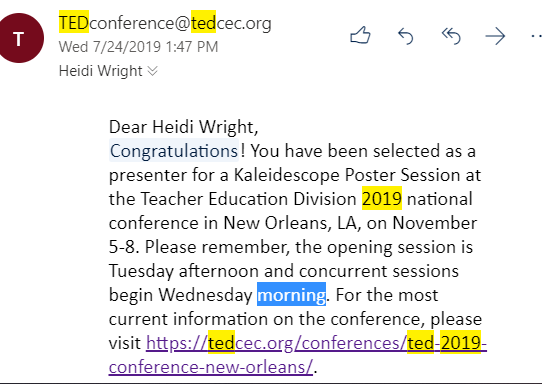 TEDconference@tedcec.org
T
Wed 7/24/2019 1:47 PM
Heidi Wright
Dear Heidi Wright,
Congratulations! You have been selected as a
presenter for a Kaleidescope Poster Session at
the Teacher Education Division 2019 national
conference in New Orleans, LA, on November
5-8. Please remember, the opening session is
Tuesday afternoon and concurrent sessions
begin Wednesday morning. For the most
current information on the conference, please
visit https://tedcec.org/conferences/ted-2019-
conference-new-orleans/.